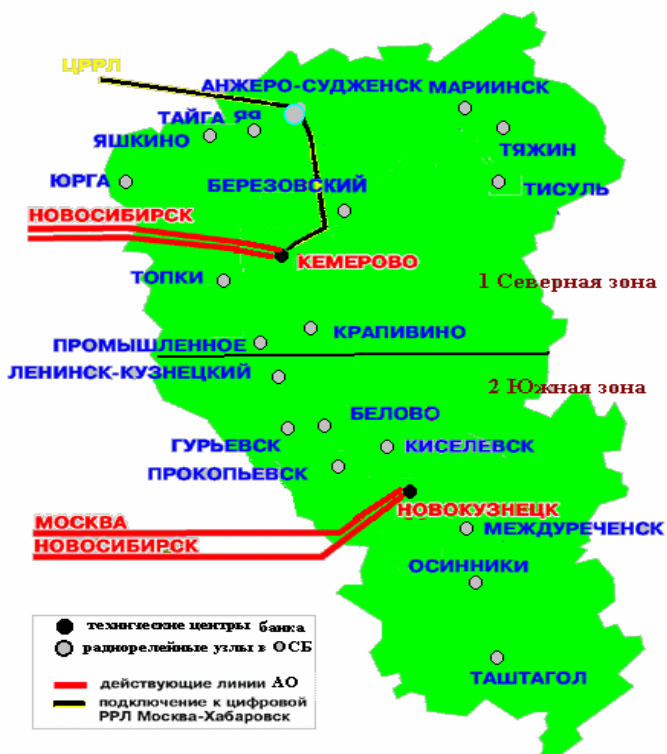 ЦРРЛ
АНЖЕРО-СУДЖЕНСК
МАРИИНСК
ТАЙГА
ЯЯ
ЯШКИНО
ТЯЖИН
ЮРГА
БЕРЕЗОВСКИЙ
ТИСУЛЬ
НОВОСИБИРСК
КЕМЕРОВО
ТОПКИ
1 Северная зона
КРАПИВИНО
ПРОМЫШЛЕННОЕ
ЛЕНИНСК-КУЗНЕЦКИЙ
2 Южная зона
БЕЛОВО
ГУРЬЕВСК
КИСЕЛЕВСК
ПРОКОПЬЕВСК
НОВОКУЗНЕЦК
МОСКВА
МЕЖДУРЕЧЕНСК
НОВОСИБИРСК
ОСИННИКИ
технические центры банка
радиорелейные узлы в ОСБ
ТАШТАГОЛ
действующие линии АО
подключение к цифровой
РРЛ Москва-Хабаровск